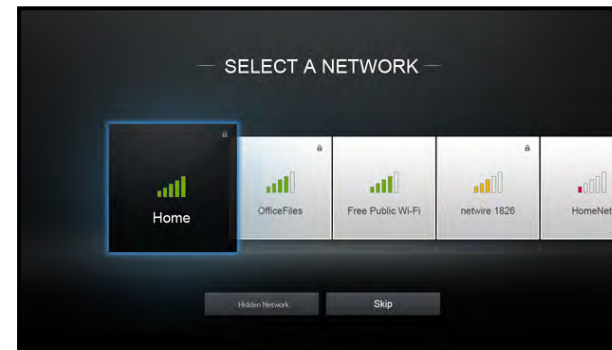 SELECT A NETWORK
Home
OfficeFiles
Free Public Wi-Fi
netwire 1826
HomeNet
Hidden Network
Skip